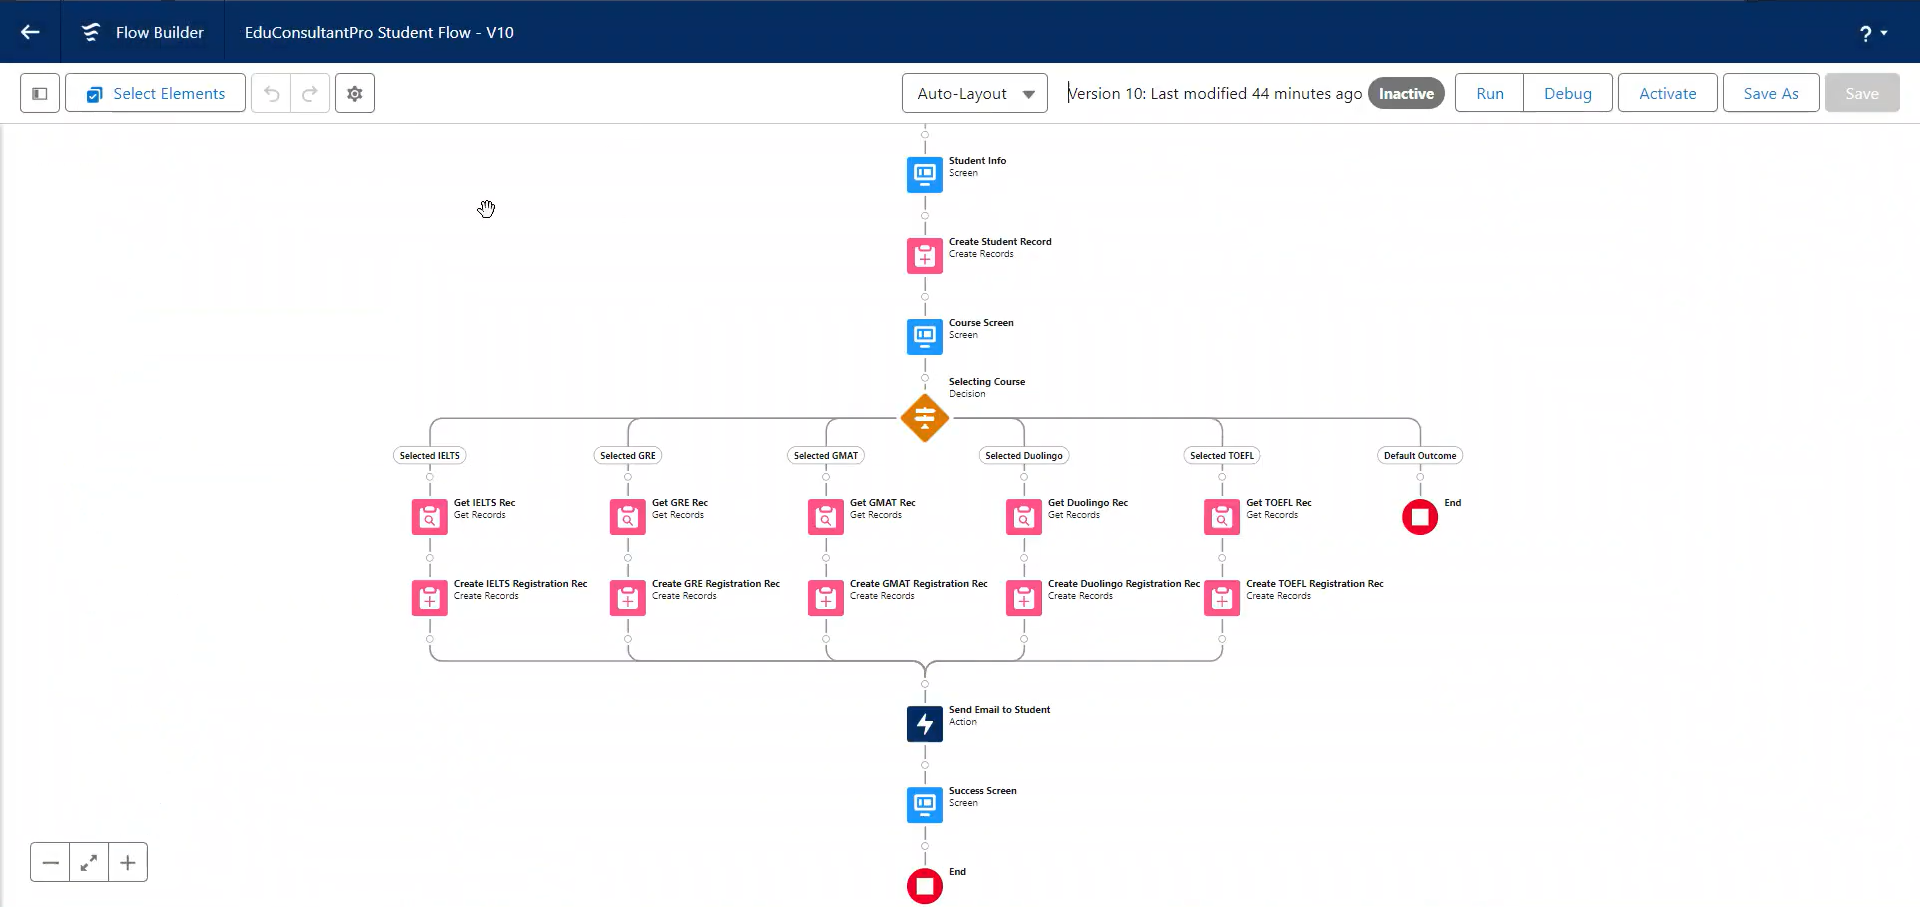 Flow Builder
EduConsultantPro Student Flow - V10
?
Select Elements
Auto-Layout
Version 10: Last modified 44 minutes ago
Inactive
Run
Debug
Activate
Save As
Save
Student Info
Screen
Create Student Record
Create Records
Course Screen
Screen
Selecting Course
Decision
Selected IELTS
Selected GRE
Selected GMAT
Selected Duolingo
Selected TOEFL
Default Outcome
Get IELTS Rec
Get Records
Get GRE Rec
Get Records
Get GMAT Rec
Get Records
Get Duolingo Rec
Get Records
Get TOEFL Rec
Get Records
End
Create IELTS Registration Rec
Create Records
Create GRE Registration Rec
Create Records
Create GMAT Registration Rec
Create Records
Create Duolingo Registration Rec
Create Records
Create TOEFL Registration Rec
Create Records
Send Email to Student
Action
Success Screen
Screen
End